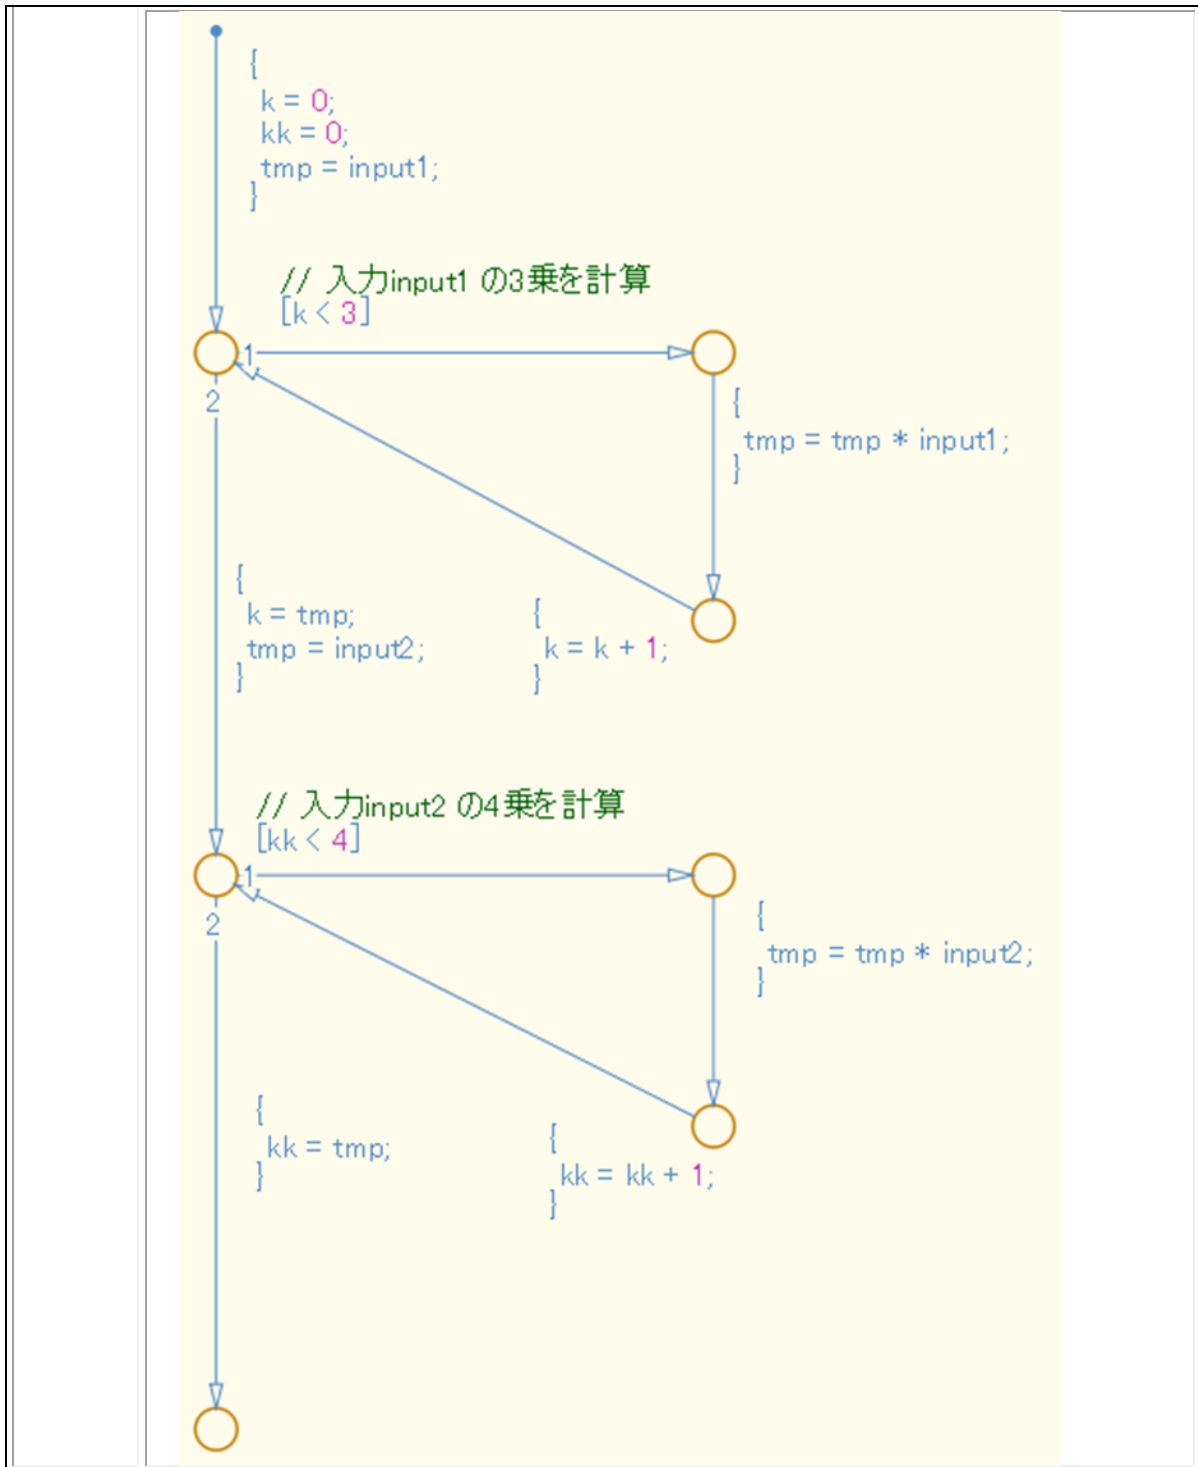 {
k = 0;
kk = 0;
tmp = input1;
}
// 入力input1 の3乗を計算
[k < 3]
1
2
{
tmp = tmp * input1;
}
{
k = tmp;
tmp = input2;
}
{
k = k + 1;
}
// 入力input2 の4乗を計算
[kk < 4]
1
2
{
tmp = tmp * input2;
}
{
kk = tmp;
}
{
kk = kk + 1;
}